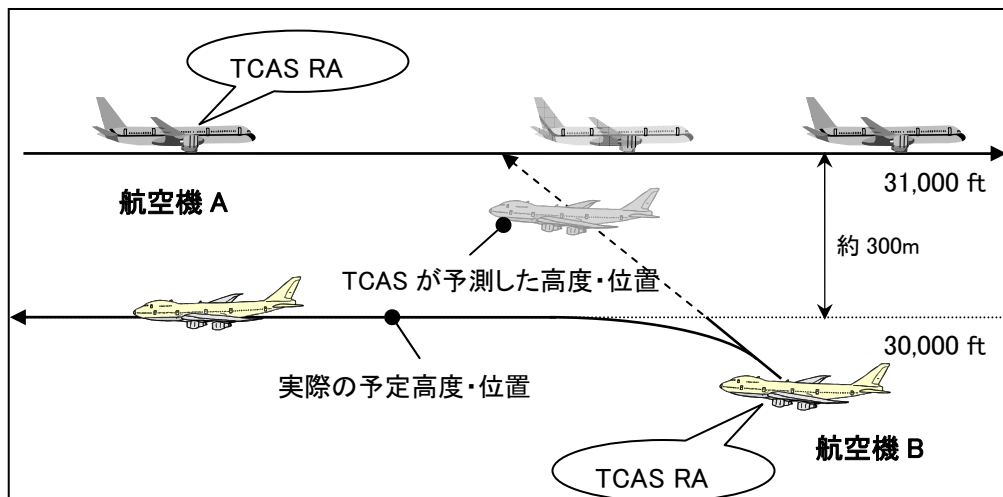 TCAS RA
航空機 A
31,000 ft
約 300m
TCAS が予測した高度・位置
30,000 ft
実際の予定高度・位置
航空機 B
TCAS RA